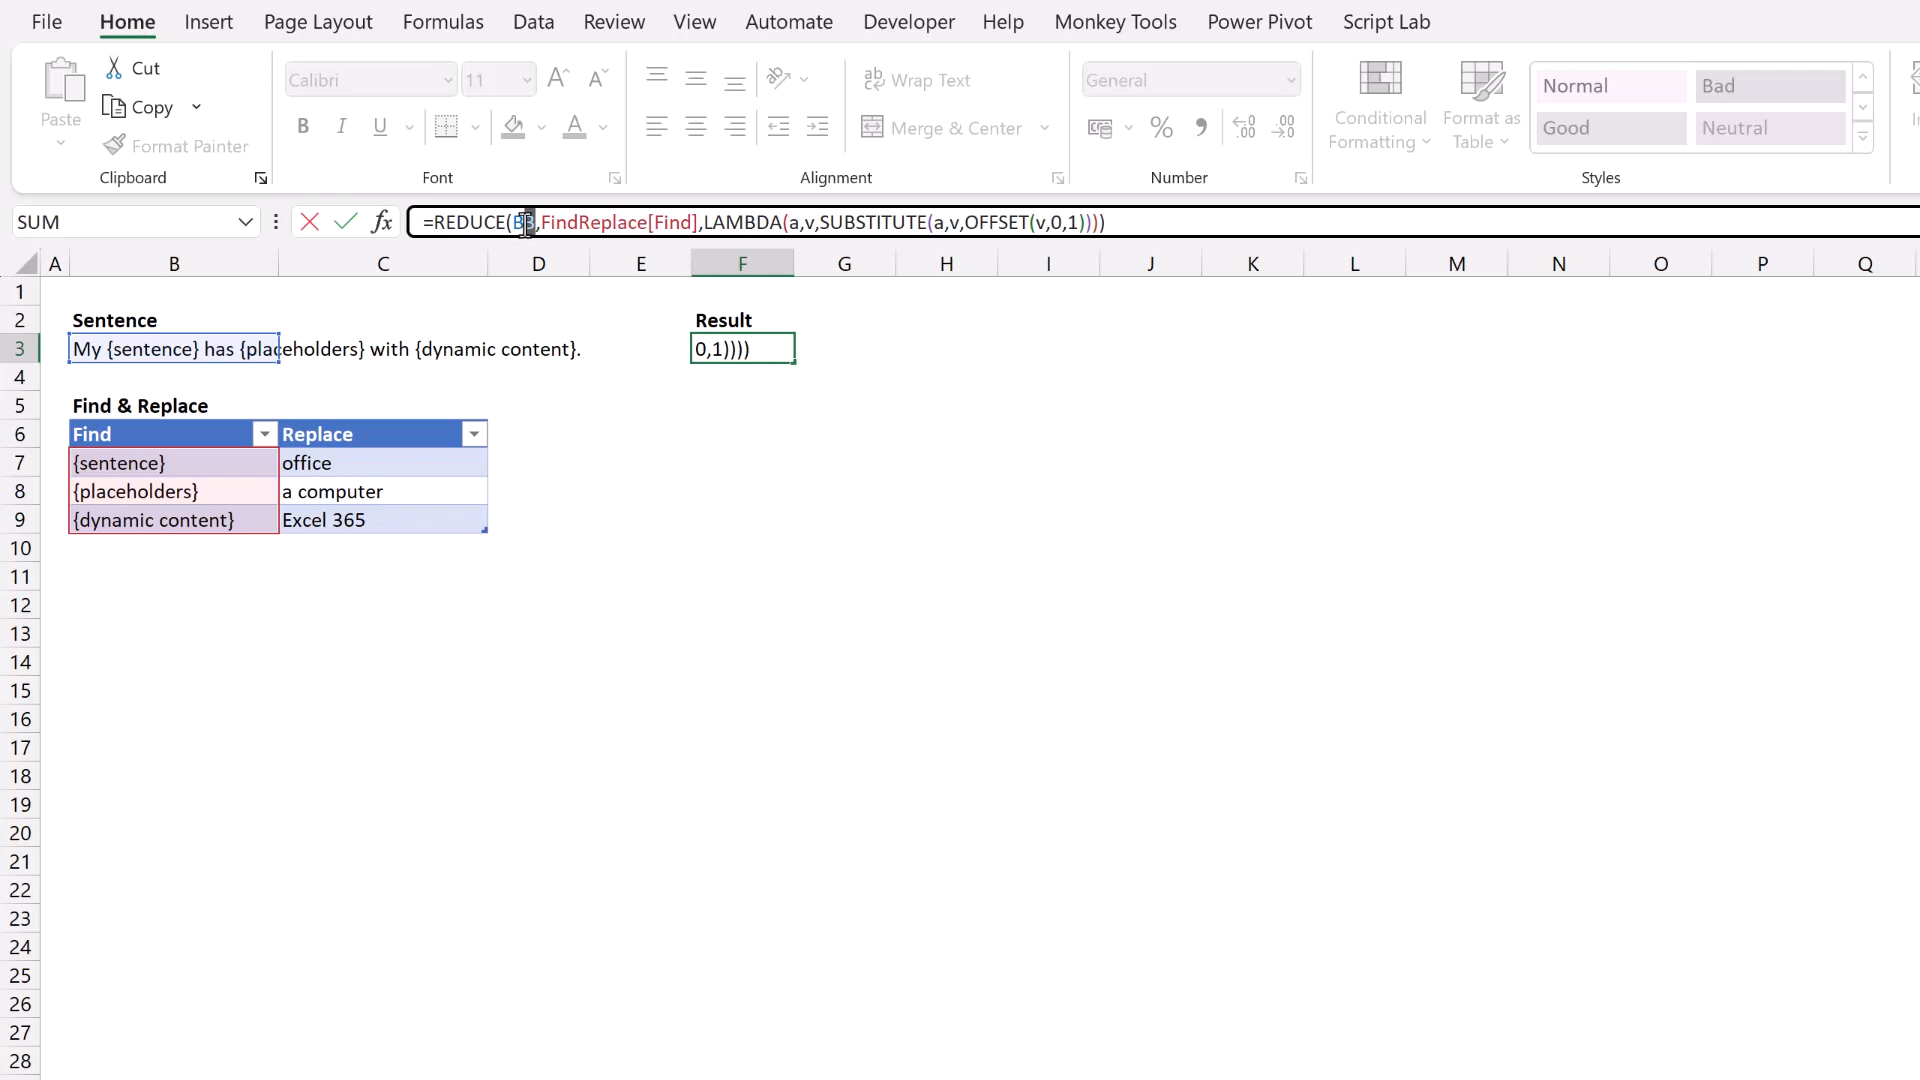 File Home Insert Page Layout Formulas Data Review View Automate Developer Help Monkey Tools Power Pivot Script Lab
Paste
Cut
Copy
Format Painter
Clipboard
Calibri 11
B I U
Font
Wrap Text
Merge & Center
Alignment
General
Number
Conditional Formatting
Format as Table
Normal Bad
Good Neutral
Styles
SUM fx =REDUCE(B3,FindReplace[Find],LAMBDA(a,v,SUBSTITUTE(a,v,OFFSET(v,0,1))))
A B C D E F G H I J K L M N O P Q
1
2 Sentence Result
3 My {sentence} has {placeholders} with {dynamic content}. 0,1))))
4
5 Find & Replace
6 Find Replace
7 {sentence} office
8 {placeholders} a computer
9 {dynamic content} Excel 365
10
11
12
13
14
15
16
17
18
19
20
21
22
23
24
25
26
27
28